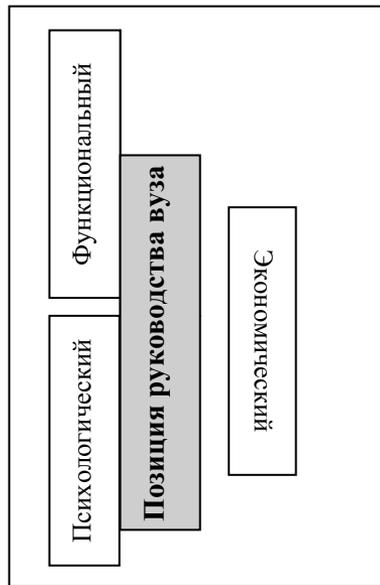 Психологический
Функциональный
Позиция руководства вуза
Экономический